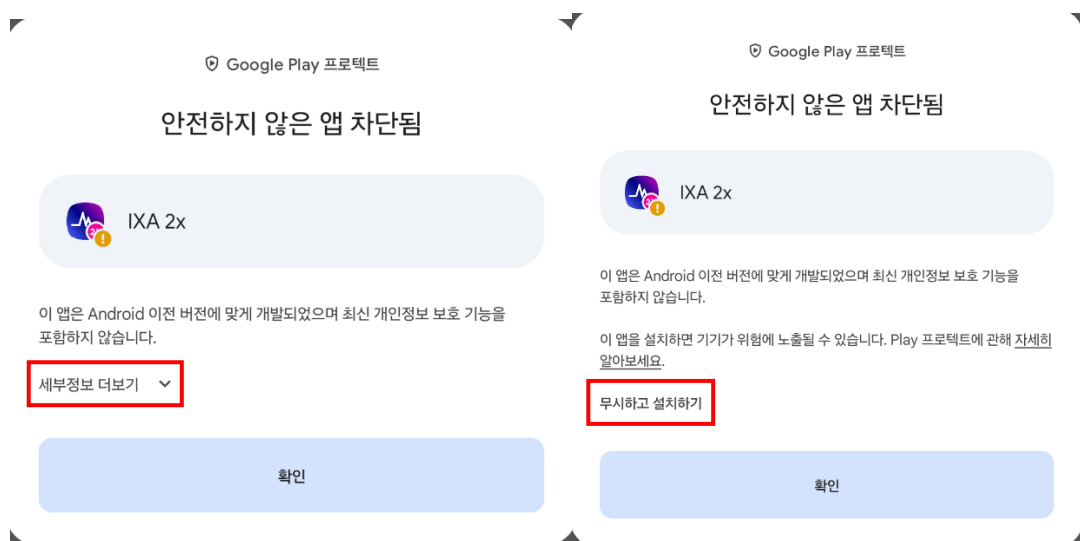 Google Play 프로텍트
안전하지 않은 앱 차단됨
IXA 2x
이 앱은 Android 이전 버전에 맞게 개발되었으며 최신 개인정보 보호 기능을
포함하지 않습니다.
세부정보 더보기
확인
Google Play 프로텍트
안전하지 않은 앱 차단됨
IXA 2x
이 앱은 Android 이전 버전에 맞게 개발되었으며 최신 개인정보 보호 기능을
포함하지 않습니다.
이 앱을 설치하면 기기가 위험에 노출될 수 있습니다. Play 프로텍트에 관해 자세히
알아보세요.
무시하고 설치하기
확인